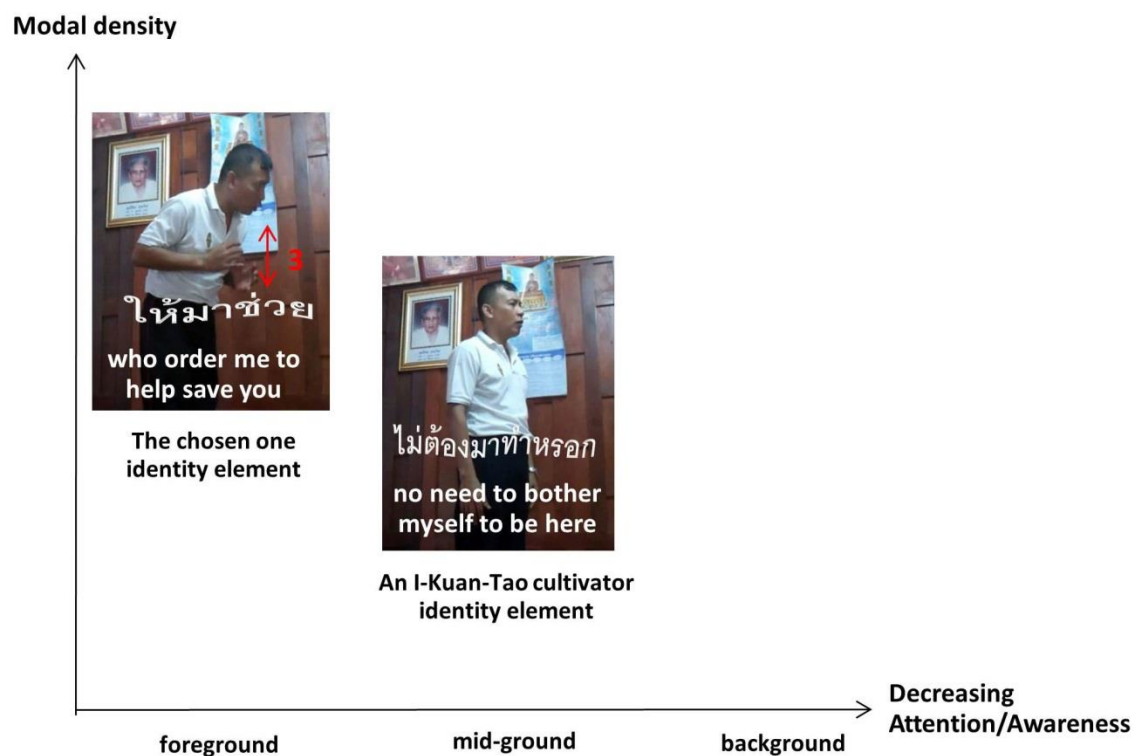 Modal density
3
ให้มาช่วย
who order me to
help save you
The chosen one
identity element
ไม่ต้องมาทำหรอก
no need to bother
myself to be here
An I-Kuan-Tao cultivator
identity element
Decreasing
Attention/Awareness
foreground
mid-ground
background